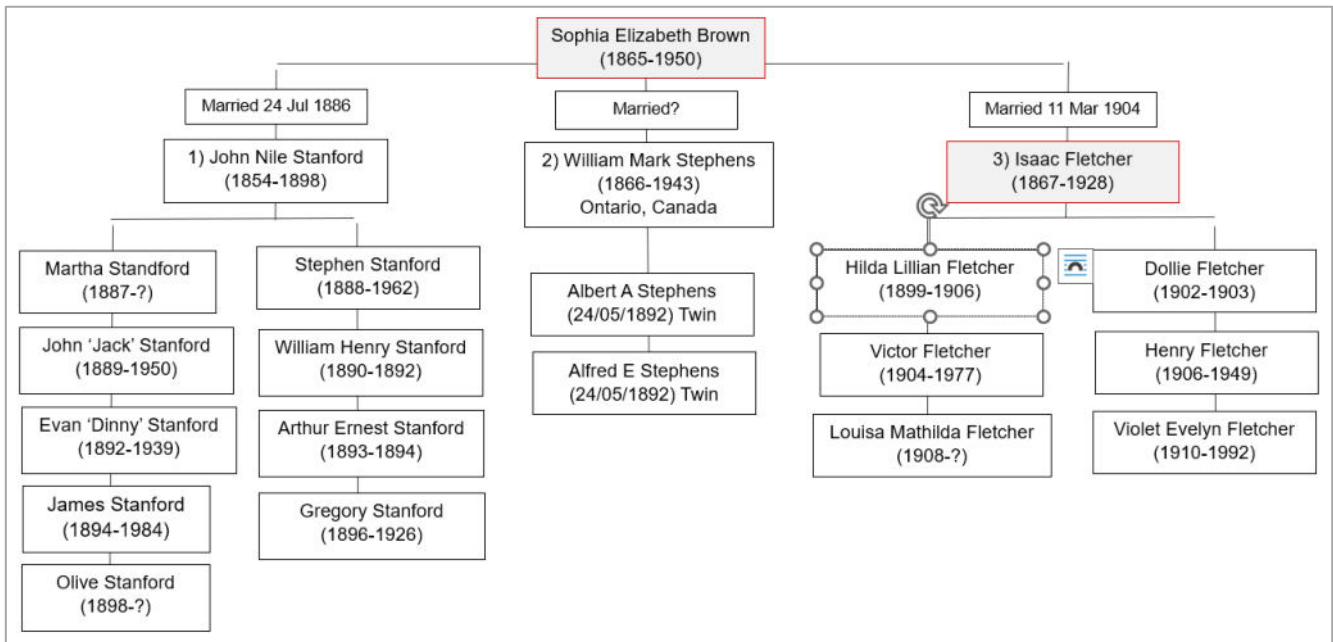 Sophia Elizabeth Brown
(1865-1950)
Married 24 Jul 1886
1) John Nile Stanford
(1854-1898)
Martha Standford
(1887-?)
John ‘Jack’ Stanford
(1889-1950)
Evan ‘Dinny’ Stanford
(1892-1939)
James Stanford
(1894-1984)
Olive Stanford
(1898-?)
Stephen Stanford
(1888-1962)
William Henry Stanford
(1890-1892)
Arthur Ernest Stanford
(1893-1894)
Gregory Stanford
(1896-1926)
Married?
2) William Mark Stephens
(1866-1943)
Ontario, Canada
Albert A Stephens
(24/05/1892) Twin
Alfred E Stephens
(24/05/1892) Twin
Married 11 Mar 1904
3) Isaac Fletcher
(1867-1928)
Hilda Lillian Fletcher
(1899-1906)
Victor Fletcher
(1904-1977)
Louisa Mathilda Fletcher
(1908-?)
Dollie Fletcher
(1902-1903)
Henry Fletcher
(1906-1949)
Violet Evelyn Fletcher
(1910-1992)